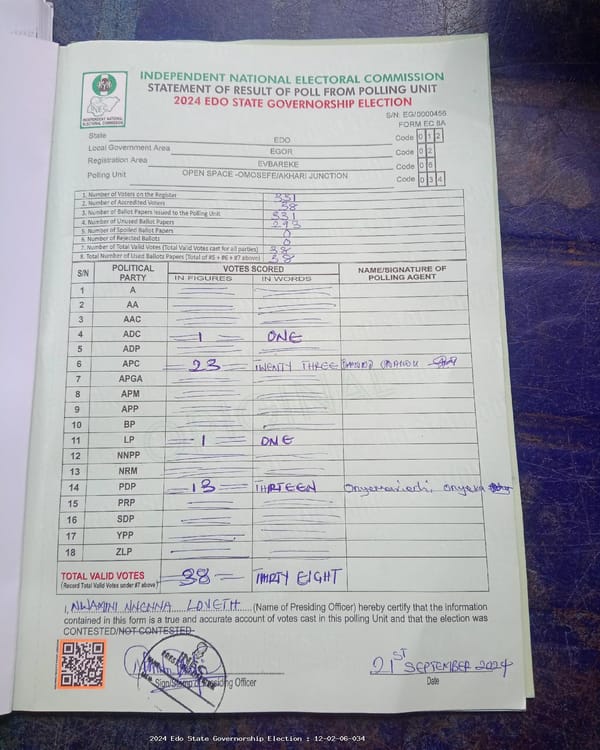 INDEPENDENT NATIONAL ELECTORAL COMMISSION
STATEMENT OF RESULT OF POLL FROM POLLING UNIT
2024 EDO STATE GOVERNORSHIP ELECTION
INDEPENDENT NATIONAL ELECTORAL COMMISSION
S/N: EG/0000456
FORM EC 8A
State EDO Code 0 1 2
Local Government Area EGOR Code 0 2
Registration Area EVBAREKE Code 0 6
Polling Unit OPEN SPACE -OMOSEFE/AKHARI JUNCTION Code 0 3 4
1. Number of Voters on the Register 331
2. Number of Accredited Voters 38
3. Number of Ballot Papers Issued to the Polling Unit 331
4. Number of Unused Ballot Papers 293
5. Number of Spoiled Ballot Papers 0
6. Number of Rejected Ballots 0
7. Number of Total Valid Votes (Total Valid Votes cast for all parties) 38
8. Total Number of Used Ballots Papers (Total of #5 + #6 + #7 above) 38
S/N POLITICAL PARTY VOTES SCORED NAME/SIGNATURE OF POLLING AGENT
IN FIGURES IN WORDS
1 A
2 AA
3 AAC
4 ADC 1 ONE
5 ADP
6 APC 23 TWENTY THREE
7 APGA
8 APM
9 APP
10 BP
11 LP 1 ONE
12 NNPP
13 NRM
14 PDP 13 THIRTEEN
15 PRP
16 SDP
17 YPP
18 ZLP
TOTAL VALID VOTES 38 THIRTY EIGHT
(Record Total Valid Votes under #7 above)
I, NWAMINI NNENNA LOVETH (Name of Presiding Officer) hereby certify that the information
contained in this form is a true and accurate account of votes cast in this polling Unit and that the election was
CONTESTED/NOT CONTESTED
21ST SEPTEMBER 2024
Sign/Stamp of Presiding Officer Date
2024 Edo State Governorship Election : 12-02-06-034